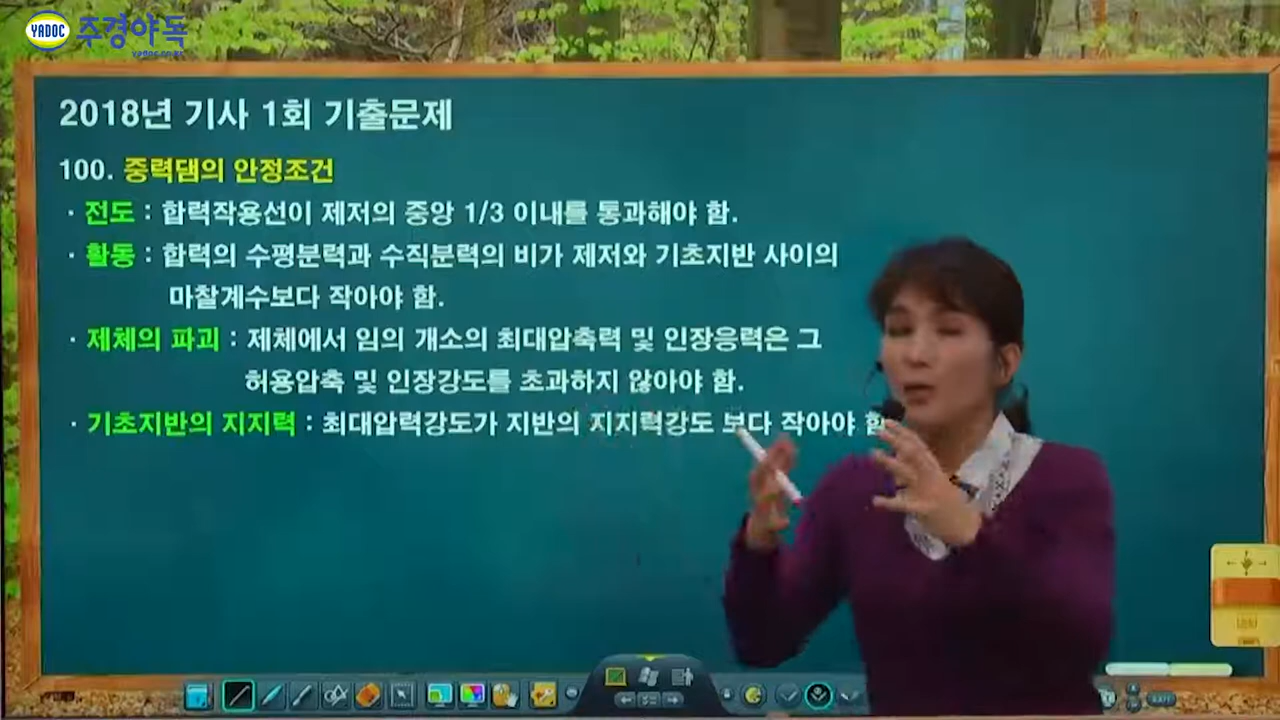 YADOC 주경야독
yadoc.co.kr
2018년 기사 1회 기출문제
100. 중력댐의 안정조건
· 전도 : 합력작용선이 제저의 중앙 1/3 이내를 통과해야 함.
· 활동 : 합력의 수평분력과 수직분력의 비가 제저와 기초지반 사이의
마찰계수보다 작아야 함.
· 제체의 파괴 : 제체에서 임의 개소의 최대압축력 및 인장응력은 그
허용압축 및 인장강도를 초과하지 않아야 함.
· 기초지반의 지지력 : 최대압력강도가 지반의 지지력강도 보다 작아야 함